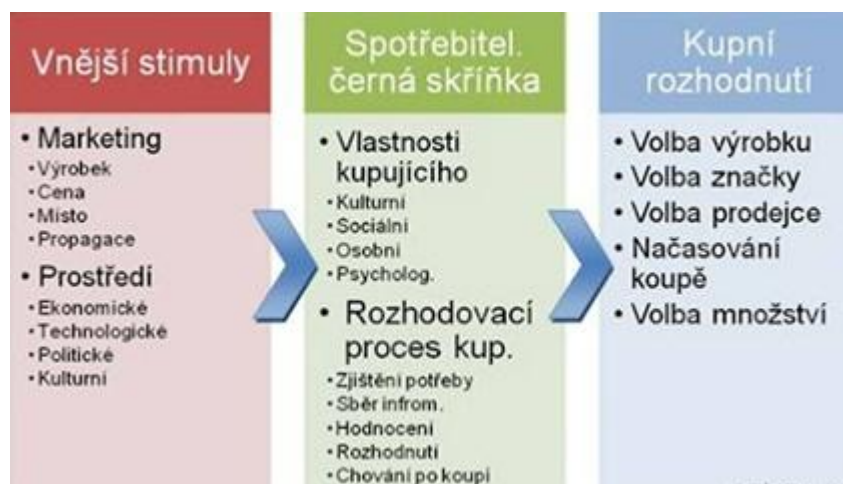 Vnější stimuly
• Marketing
• Výrobek
• Cena
• Místo
• Propagace
• Prostředí
• Ekonomické
• Technologické
• Politické
• Kulturní
Spotřebitel.
černá skříňka
• Vlastnosti
kupujícího
• Kulturní
• Sociální
• Osobní
• Psycholog.
• Rozhodovací
proces kup.
• Zjištění potřeby
• Sběr infrom.
• Hodnocení
• Rozhodnutí
• Chování po koupi
Kupní
rozhodnutí
• Volba výrobku
• Volba značky
• Volba prodejce
• Načasování
koupě
• Volba množství